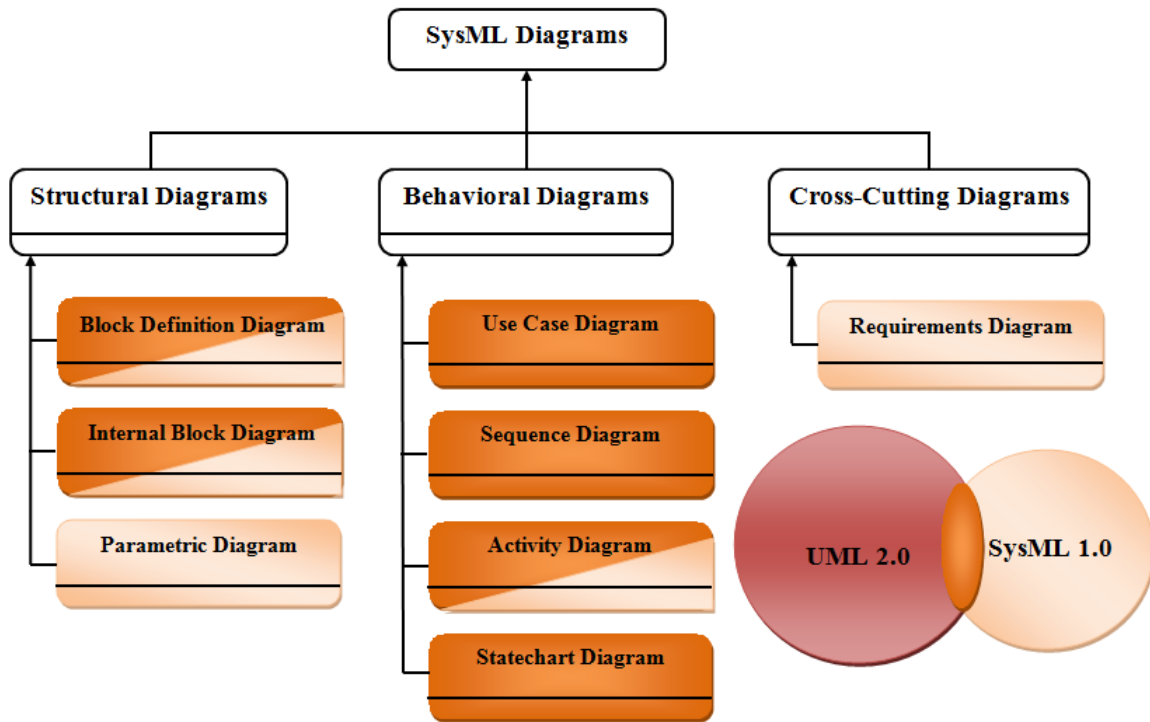 SysML Diagrams
Structural Diagrams
Behavioral Diagrams
Cross-Cutting Diagrams
Block Definition Diagram
Use Case Diagram
Requirements Diagram
Internal Block Diagram
Sequence Diagram
Parametric Diagram
Activity Diagram
UML 2.0
SysML 1.0
Statechart Diagram